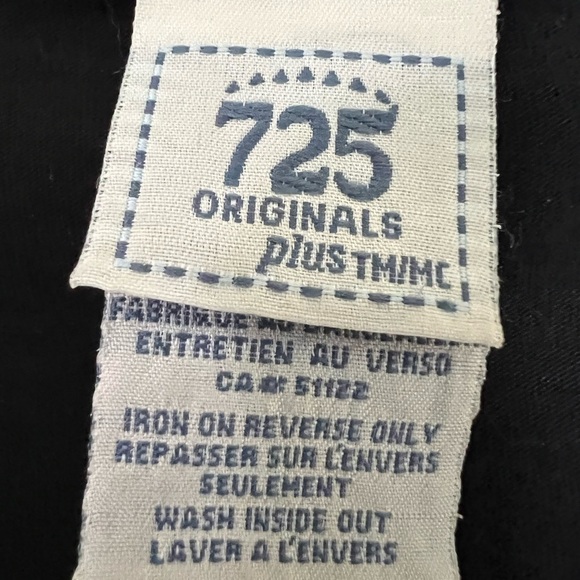 725
ORIGINALS
plus TM/MC
FABRIQUÉ AU
ENTRETIEN AU VERSO
CA#: 51122
IRON ON REVERSE ONLY
REPASSER SUR L'ENVERS
SEULEMENT
WASH INSIDE OUT
LAVER A L'ENVERS